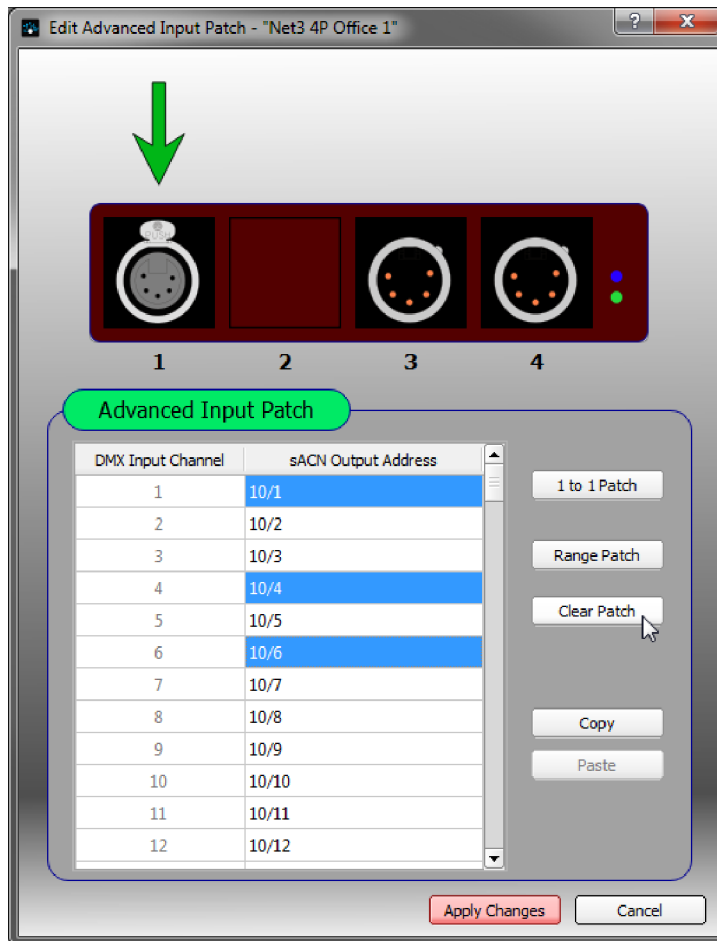 Edit Advanced Input Patch - "Net3 4P Office 1"
?
X
PUSH
1 2 3 4
Advanced Input Patch
DMX Input Channel sACN Output Address
1 10/1
2 10/2
3 10/3
4 10/4
5 10/5
6 10/6
7 10/7
8 10/8
9 10/9
10 10/10
11 10/11
12 10/12
1 to 1 Patch
Range Patch
Clear Patch
Copy
Paste
Apply Changes Cancel